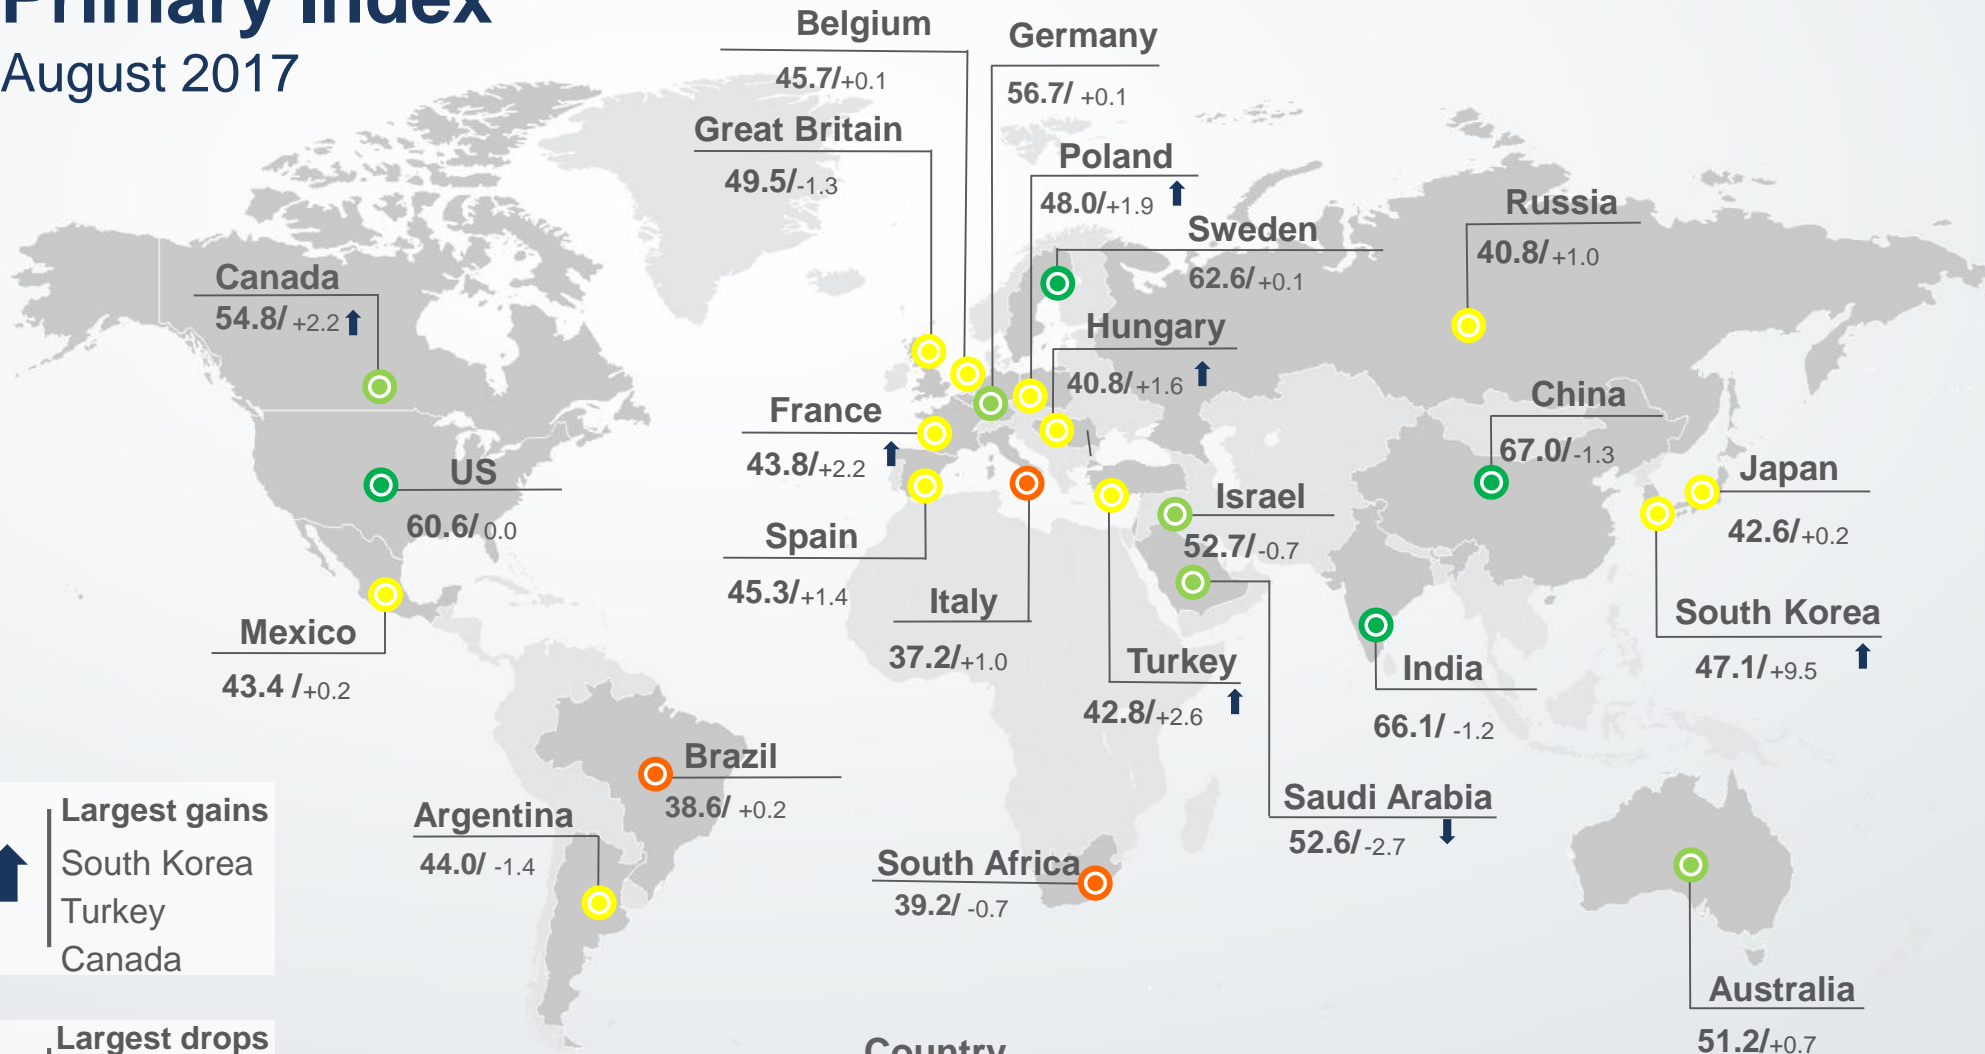 Primary Index
August 2017
Belgium
45.7/+0.1
Germany
56.7/ +0.1
Great Britain
49.5/-1.3
Poland
48.0/+1.9
Sweden
62.6/+0.1
Russia
40.8/+1.0
Canada
54.8/ +2.2
Hungary
40.8/+1.6
France
43.8/+2.2
China
67.0/-1.3
US
60.6/ 0.0
Japan
42.6/+0.2
Israel
52.7/-0.7
Spain
45.3/+1.4
Italy
37.2/+1.0
Mexico
43.4 /+0.2
Turkey
42.8/+2.6
India
66.1/ -1.2
South Korea
47.1/+9.5
Brazil
38.6/ +0.2
Argentina
44.0/ -1.4
Saudi Arabia
52.6/-2.7
South Africa
39.2/ -0.7
Australia
51.2/+0.7
Largest gains
South Korea
Turkey
Canada
Largest drops
Country